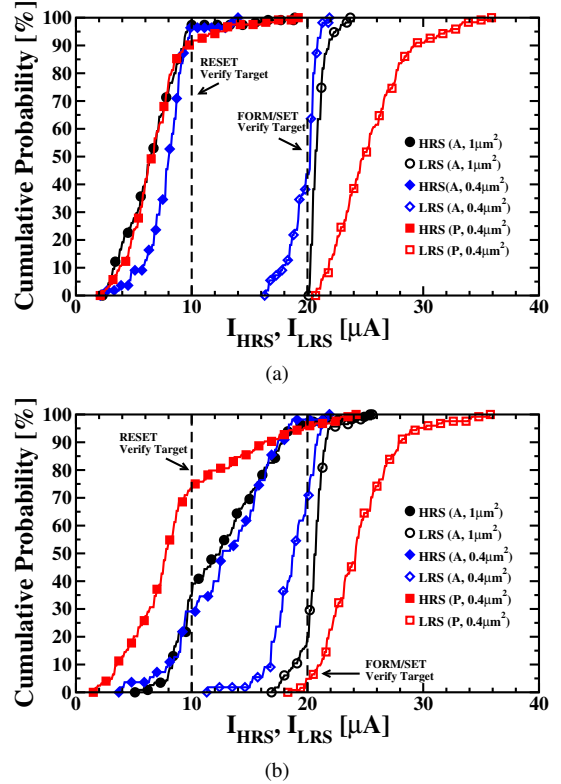 100
90
80
70
60
50
40
30
20
10
0
Cumulative Probability [%]
RESET
Verify Target
FORM/SET
Verify Target
HRS (A, 1μm²)
LRS (A, 1μm²)
HRS(A, 0.4μm²)
LRS (A, 0.4μm²)
HRS (P, 0.4μm²)
LRS (P, 0.4μm²)
0 10 20 30 40
I_HRS, I_LRS [μA]
(a)
100
90
80
70
60
50
40
30
20
10
0
Cumulative Probability [%]
RESET
Verify Target
HRS (A, 1μm²)
LRS (A, 1μm²)
HRS (A, 0.4μm²)
LRS (A, 0.4μm²)
HRS (P, 0.4μm²)
LRS (P, 0.4μm²)
FORM/SET
Verify Target
0 10 20 30 40
I_HRS, I_LRS [μA]
(b)